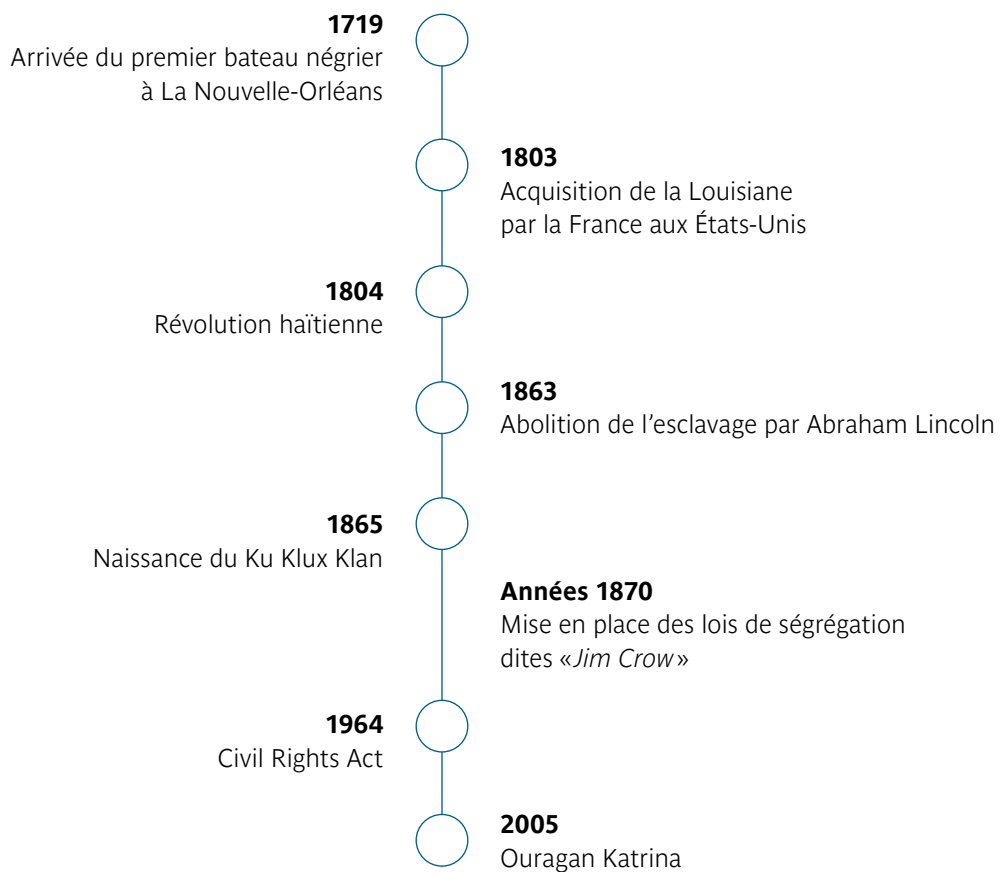 1719
Arrivée du premier bateau négrier
à La Nouvelle-Orléans
1803
Acquisition de la Louisiane
par la France aux États-Unis
1804
Révolution haïtienne
1863
Abolition de l’esclavage par Abraham Lincoln
1865
Naissance du Ku Klux Klan
Années 1870
Mise en place des lois de ségrégation
dites «Jim Crow»
1964
Civil Rights Act
2005
Ouragan Katrina